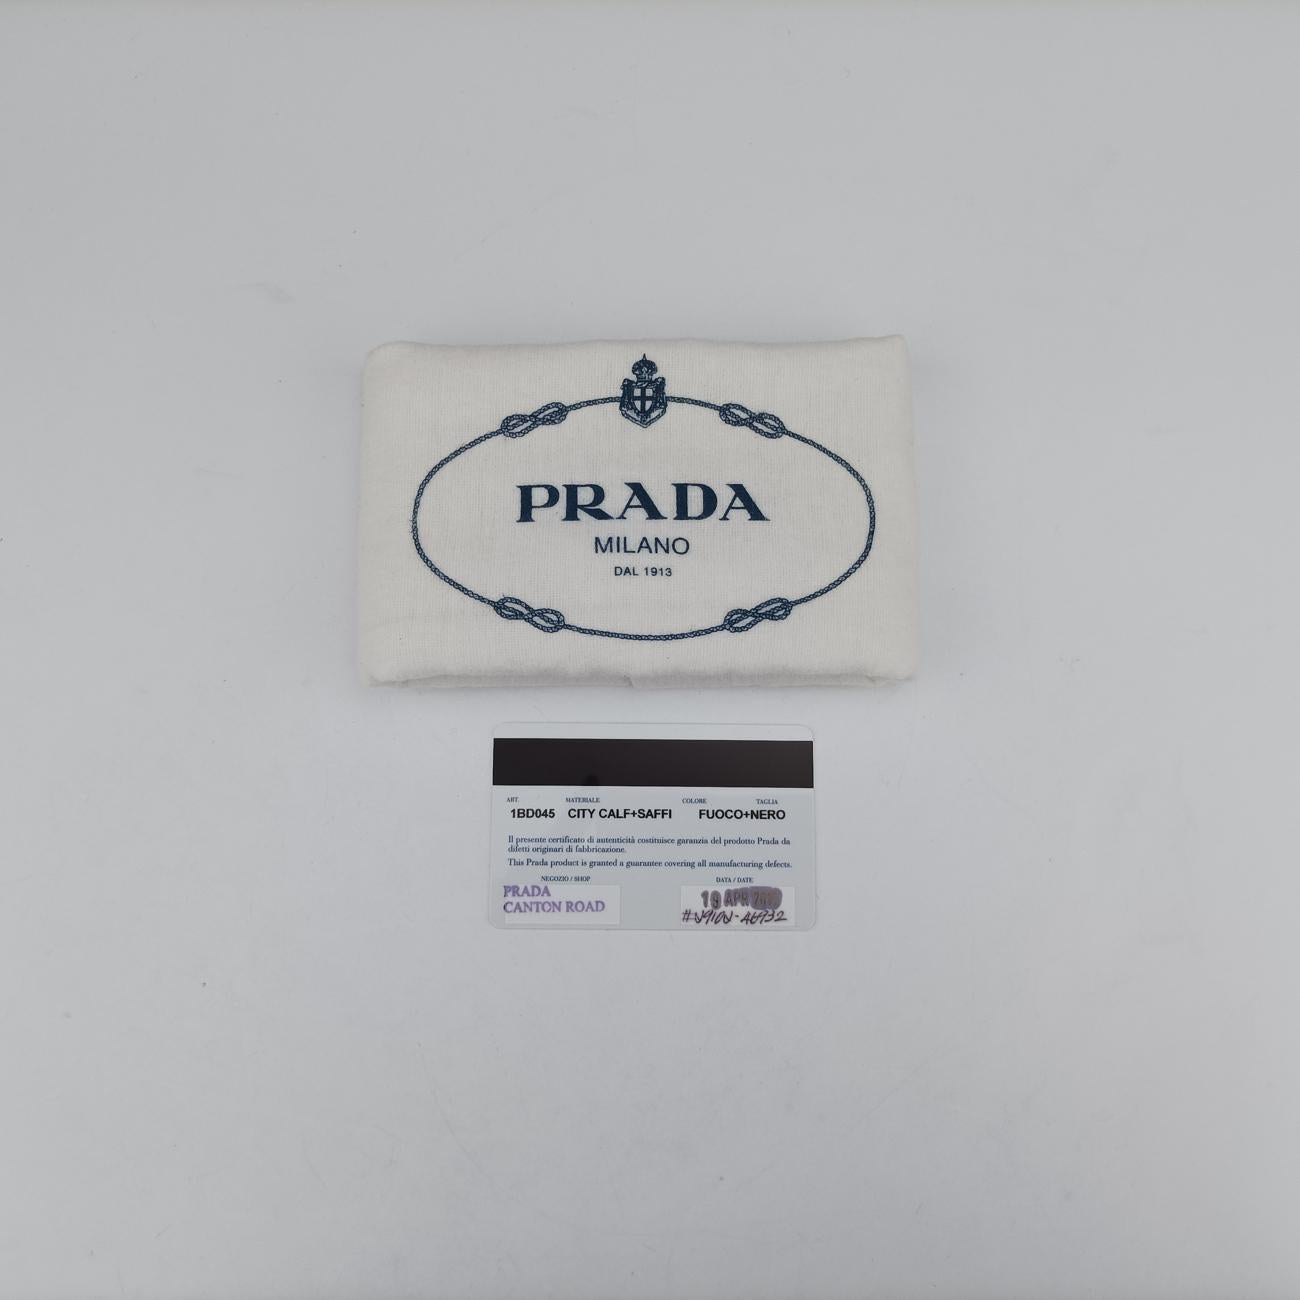 PRADA
MILANO
DAL 1913
ART. MATERIALE COLORE TAGLIA
1BD045 CITY CALF+SAFFI FUOCO+NERO
Il presente certificato di autenticità costituisce garanzia del prodotto Prada da
difetti originari di fabbricazione.
This Prada product is granted a guarantee covering all manufacturing defects.
NEGOZIO / SHOP DATA / DATE
PRADA
CANTON ROAD
19 APR